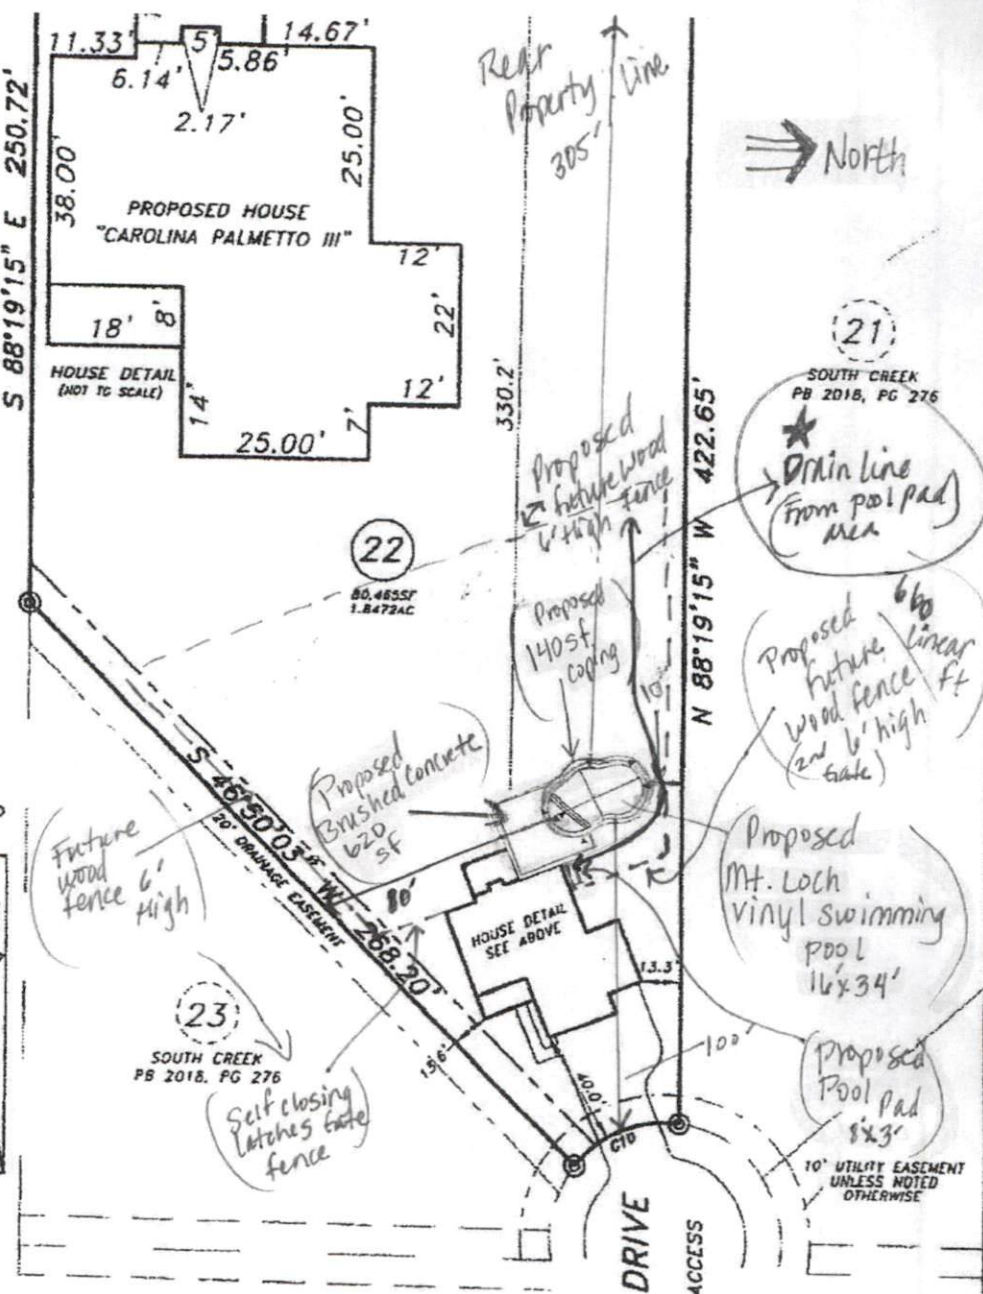 11.33'
5'
14.67'
6.14'
5.86'
2.17'
S 88°19'15" E 250.72'
38.00'
25.00'
PROPOSED HOUSE
"CAROLINA PALMETTO III"
12'
22'
18'
8'
HOUSE DETAIL
(NOT TO SCALE)
14'
12'
7'
25.00'
Rear
Property Line
305'
North
330.2'
21
SOUTH CREEK
PB 2018, PG 276
Drain line
(from pool pad)
area
N 88°19'15" W 422.65'
Proposed
future wood
6' High fence
22
80,465SF
1.8472AC
Proposed
140 sf
coping
10'
660
linear
ft
Proposed
future
wood fence
6' high
(2nd gate)
Proposed
Brushed concrete
620
sf
Future
wood
fence 6'
High
S 46°50'03" W 268.20'
20' DRAINAGE EASEMENT
80'
HOUSE DETAIL
SEE ABOVE
13.3'
Proposed
Mt. Loch
vinyl swimming
pool
16'x34'
23
SOUTH CREEK
PB 2018, PG 276
Self closing
latches gate
fence
40.0'
100
proposed
Pool Pad
8'x3'
C10
10' UTILITY EASEMENT
UNLESS NOTED
OTHERWISE
DRIVE
ACCESS